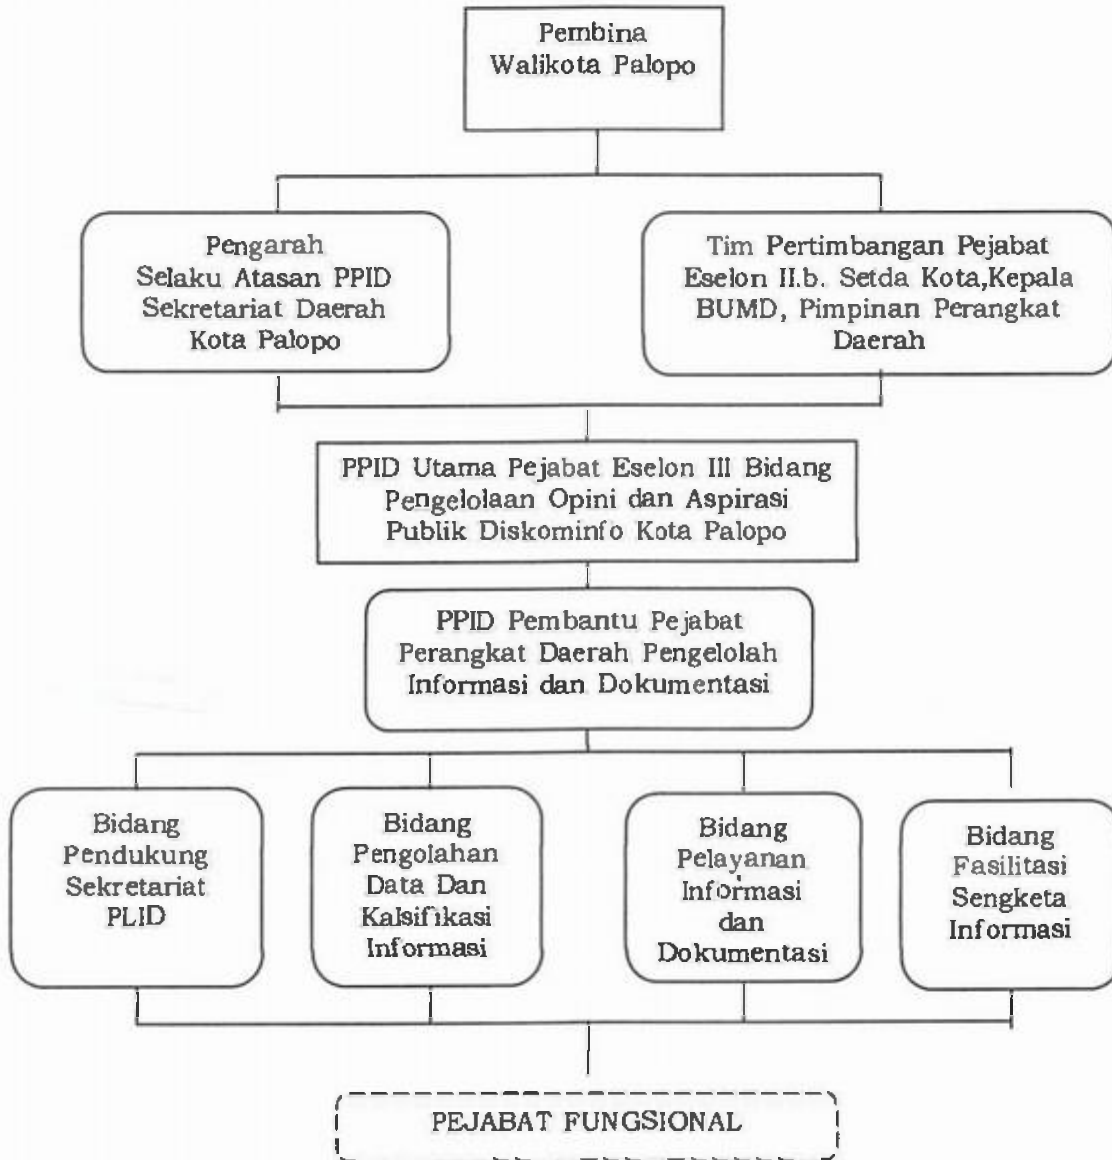 Pembina
Walikota Palopo
Pengarah
Selaku Atasan PPID
Sekretariat Daerah
Kota Palopo
Tim Pertimbangan Pejabat
Eselon II.b. Setda Kota,Kepala
BUMD, Pimpinan Perangkat
Daerah
PPID Utama Pejabat Eselon III Bidang
Pengelolaan Opini dan Aspirasi
Publik Diskominfo Kota Palopo
PPID Pembantu Pejabat
Perangkat Daerah Pengelolah
Informasi dan Dokumentasi
Bidang
Pendukung
Sekretariat
PLID
Bidang
Pengolahan
Data Dan
Kalsifikasi
Informasi
Bidang
Pelayanan
Informasi
dan
Dokumentasi
Bidang
Fasilitasi
Sengketa
Informasi
PEJABAT FUNGSIONAL